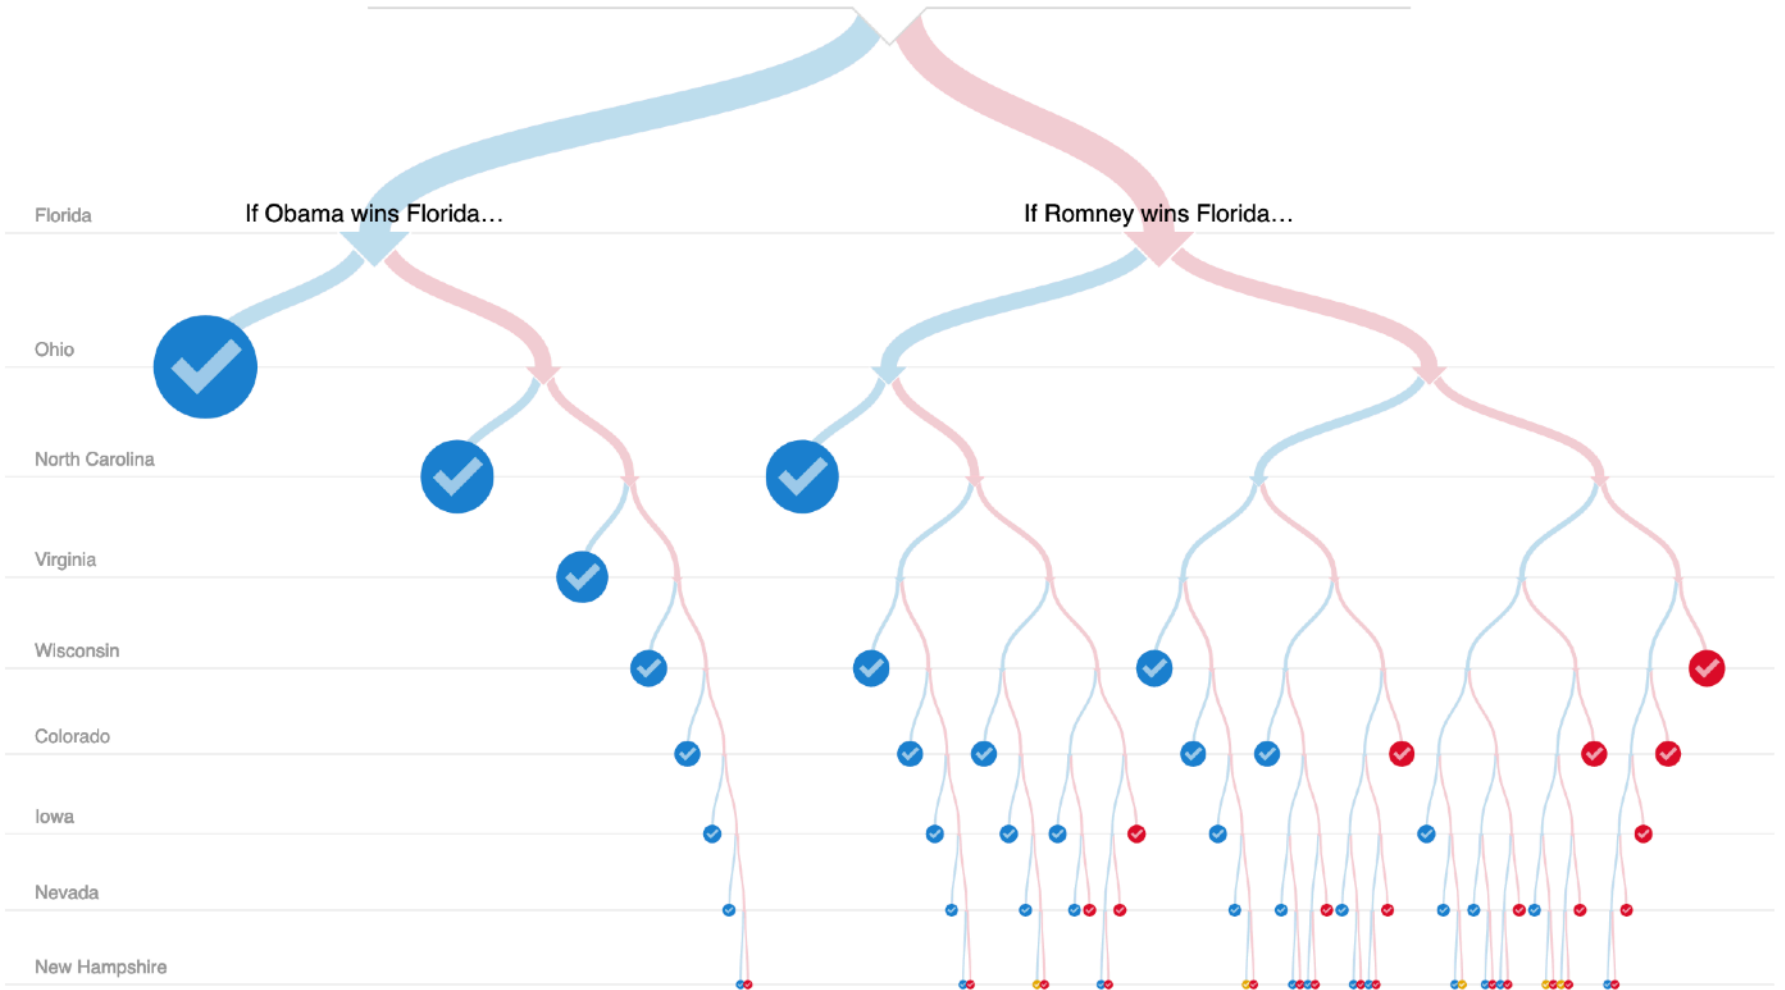 Florida
If Obama wins Florida...
If Romney wins Florida...
Ohio
North Carolina
Virginia
Wisconsin
Colorado
Iowa
Nevada
New Hampshire